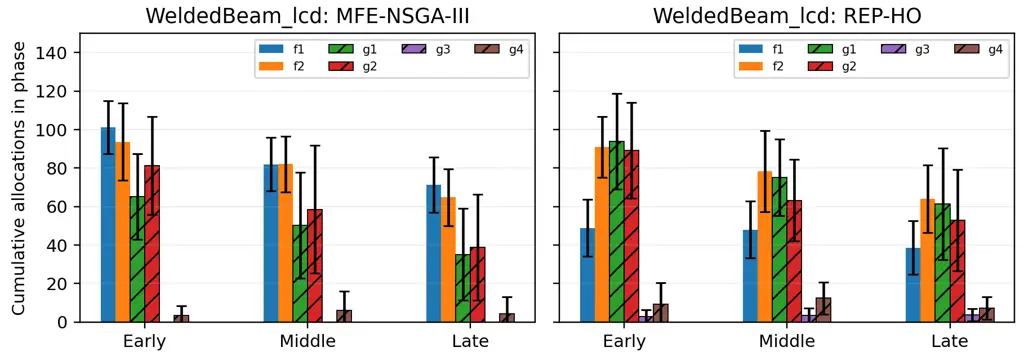 WeldedBeam_lcd: MFE-NSGA-III
Cumulative allocations in phase
140
120
100
80
60
40
20
0
f1 g1 g3 g4
f2 g2
Early Middle Late
WeldedBeam_lcd: REP-HO
f1 g1 g3 g4
f2 g2
Early Middle Late